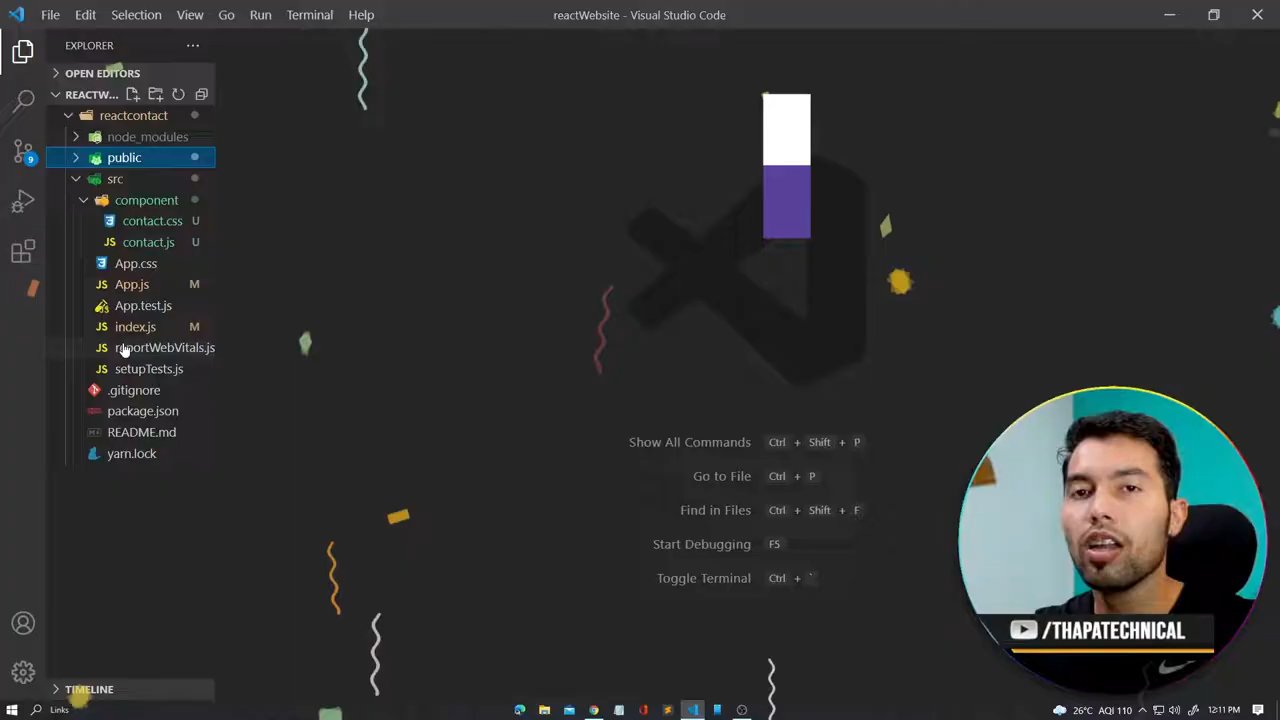 File Edit Selection View Go Run Terminal Help
reactWebsite - Visual Studio Code
EXPLORER
OPEN EDITORS
REACTW...
reactcontact
node_modules
public
src
component
contact.css U
JS contact.js U
App.css
JS App.js M
App.test.js
JS index.js M
JS reportWebVitals.js
JS setupTests.js
.gitignore
package.json
README.md
yarn.lock
9
Show All Commands Ctrl + Shift + P
Go to File Ctrl + P
Find in Files Ctrl + Shift + F
Start Debugging F5
Toggle Terminal Ctrl + `
/THAPATECHNICAL
TIMELINE
Links
26°C AQI 110
12:11 PM